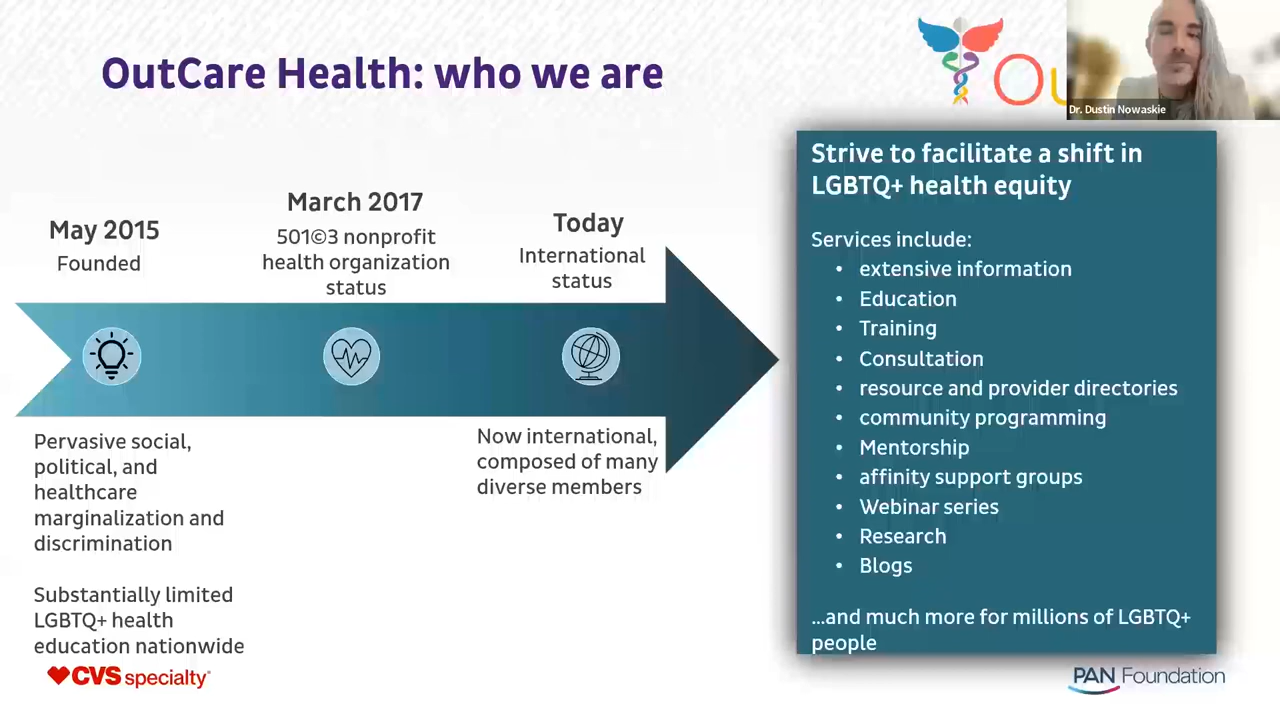 OutCare Health: who we are
Ou
Dr. Dustin Nowaskie
May 2015
Founded
March 2017
501©3 nonprofit
health organization
status
Today
International
status
Pervasive social,
political, and
healthcare
marginalization and
discrimination
Substantially limited
LGBTQ+ health
education nationwide
Now international,
composed of many
diverse members
Strive to facilitate a shift in
LGBTQ+ health equity
Services include:
• extensive information
• Education
• Training
• Consultation
• resource and provider directories
• community programming
• Mentorship
• affinity support groups
• Webinar series
• Research
• Blogs
...and much more for millions of LGBTQ+
people
CVS specialty®
PAN Foundation